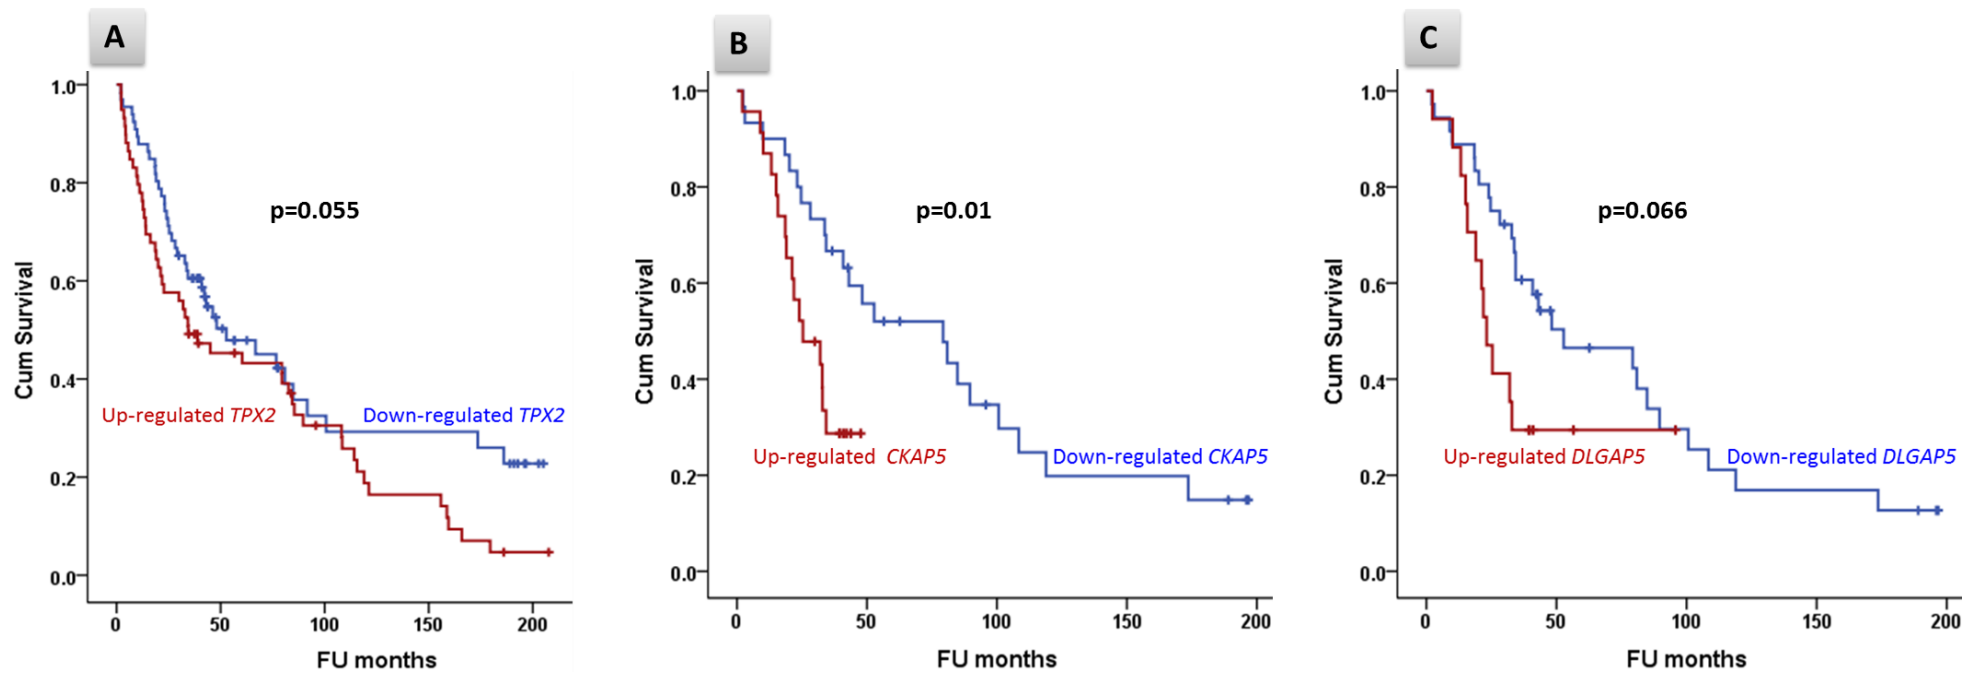 A
1.0
0.8
0.6
0.4
0.2
0.0
Cum Survival
p=0.055
Up-regulated TPX2
Down-regulated TPX2
0 50 100 150 200
FU months
B
1.0
0.8
0.6
0.4
0.2
0.0
Cum Survival
p=0.01
Up-regulated CKAP5
Down-regulated CKAP5
0 50 100 150 200
FU months
C
1.0
0.8
0.6
0.4
0.2
0.0
Cum Survival
p=0.066
Up-regulated DLGAP5
Down-regulated DLGAP5
0 50 100 150 200
FU months